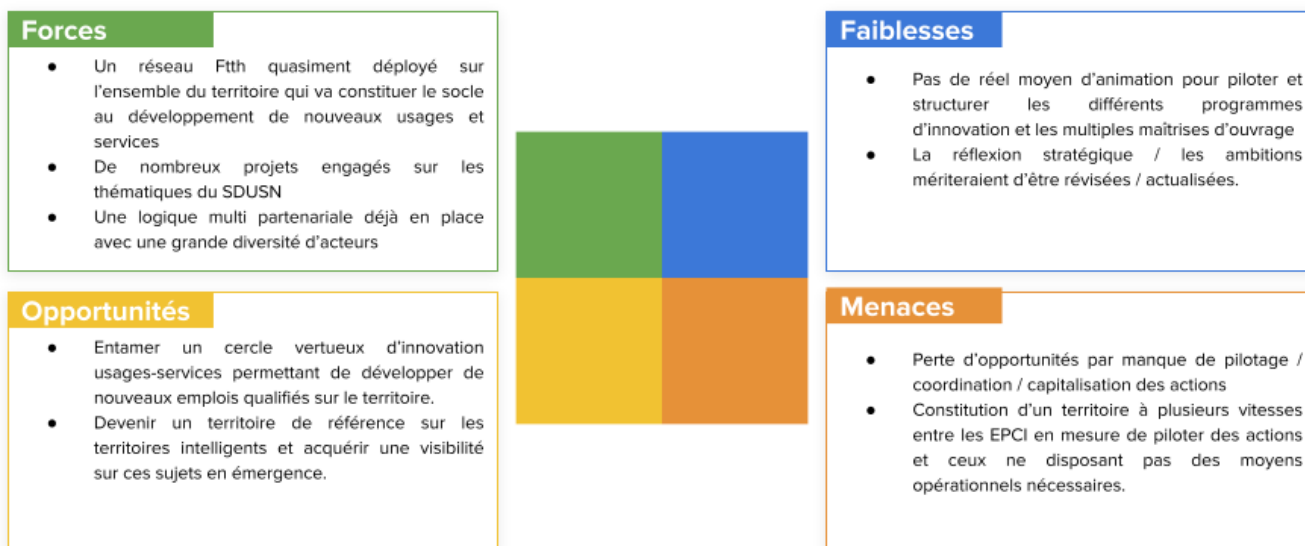 Forces
● Un réseau Ftth quasiment déployé sur
l'ensemble du territoire qui va constituer le socle
au développement de nouveaux usages et
services
● De nombreux projets engagés sur les
thématiques du SDUSN
● Une logique multi partenariale déjà en place
avec une grande diversité d'acteurs
Faiblesses
● Pas de réel moyen d'animation pour piloter et
structurer les différents programmes
d'innovation et les multiples maîtrises d'ouvrage
● La réflexion stratégique / les ambitions
mériteraient d'être révisées / actualisées.
Opportunités
● Entamer un cercle vertueux d'innovation
usages-services permettant de développer de
nouveaux emplois qualifiés sur le territoire.
● Devenir un territoire de référence sur les
territoires intelligents et acquérir une visibilité
sur ces sujets en émergence.
Menaces
● Perte d'opportunités par manque de pilotage /
coordination / capitalisation des actions
● Constitution d'un territoire à plusieurs vitesses
entre les EPCI en mesure de piloter des actions
et ceux ne disposant pas des moyens
opérationnels nécessaires.